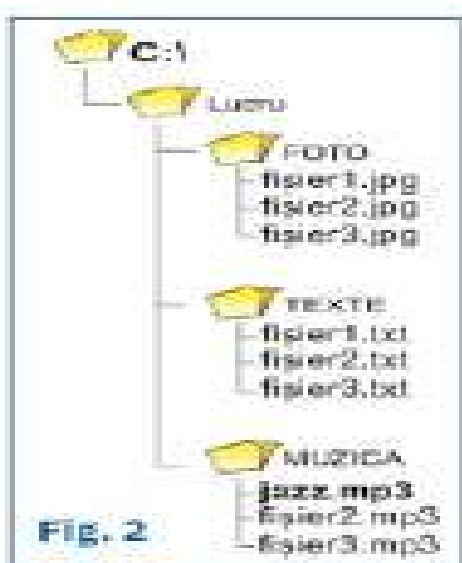 C:\
Lucru
FOTO
fisier1.jpg
fisier2.jpg
fisier3.jpg
TEXTE
fisier1.txt
fisier2.txt
fisier3.txt
MUZICA
jazz.mp3
fisier2.mp3
fisier3.mp3
Fig. 2